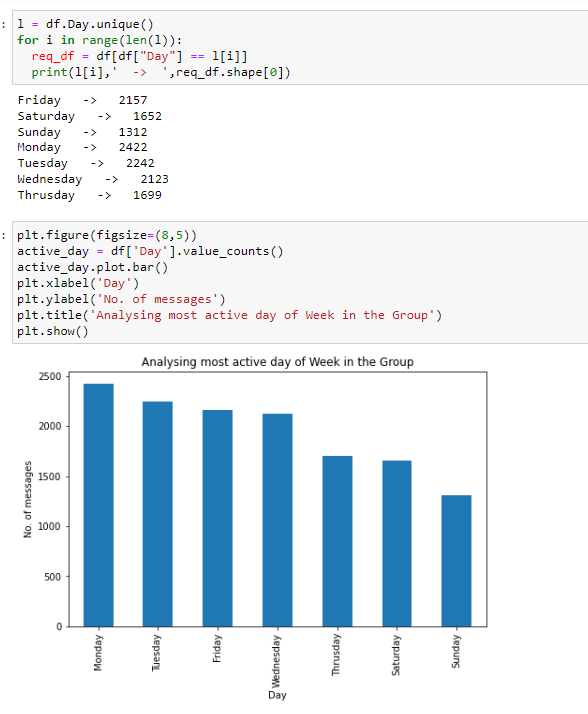 : l = df.Day.unique()
for i in range(len(l)):
  req_df = df[df["Day"] == l[i]]
  print(l[i],'  ->  ',req_df.shape[0])
Friday   ->   2157
Saturday   ->   1652
Sunday   ->   1312
Monday   ->   2422
Tuesday   ->   2242
Wednesday   ->   2123
Thrusday   ->   1699
: plt.figure(figsize=(8,5))
active_day = df['Day'].value_counts()
active_day.plot.bar()
plt.xlabel('Day')
plt.ylabel('No. of messages')
plt.title('Analysing most active day of Week in the Group')
plt.show()
Analysing most active day of Week in the Group
No. of messages
2500
2000
1500
1000
500
0
Monday
Tuesday
Friday
Wednesday
Thrusday
Saturday
Sunday
Day